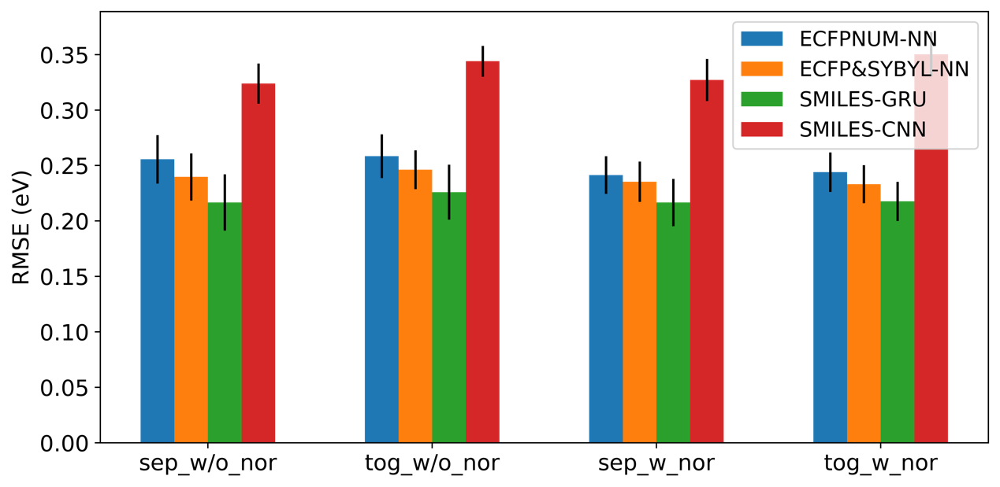 RMSE (eV)
0.35
0.30
0.25
0.20
0.15
0.10
0.05
0.00
ECFPNUM-NN
ECFP&SYBYL-NN
SMILES-GRU
SMILES-CNN
sep_w/o_nor
tog_w/o_nor
sep_w_nor
tog_w_nor